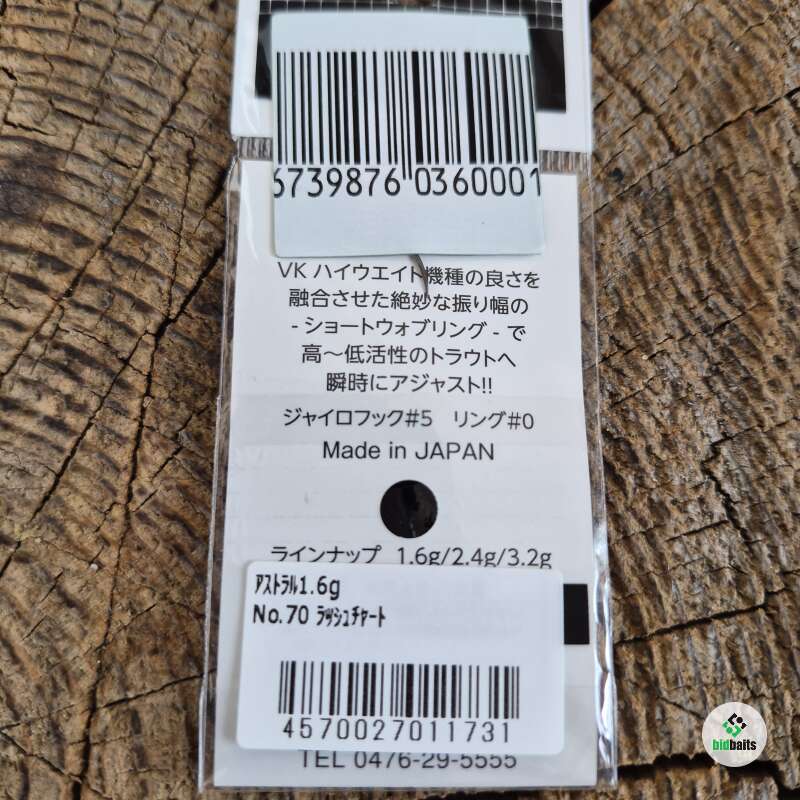 6739876 0360001
VK ハイウエイト機種の良さを
融合させた絶妙な振り幅の
- ショートウォブリング - で
高～低活性のトラウトへ
瞬時にアジャスト!!
ジャイロフック#5　リング#0
Made in JAPAN
ラインナップ 1.6g/2.4g/3.2g
ｱｽﾄﾗﾙ1.6g
No.70 ﾗｯｼｭﾁｬｰﾄ
4570027011731
TEL 0476-29-5555
bidbaits